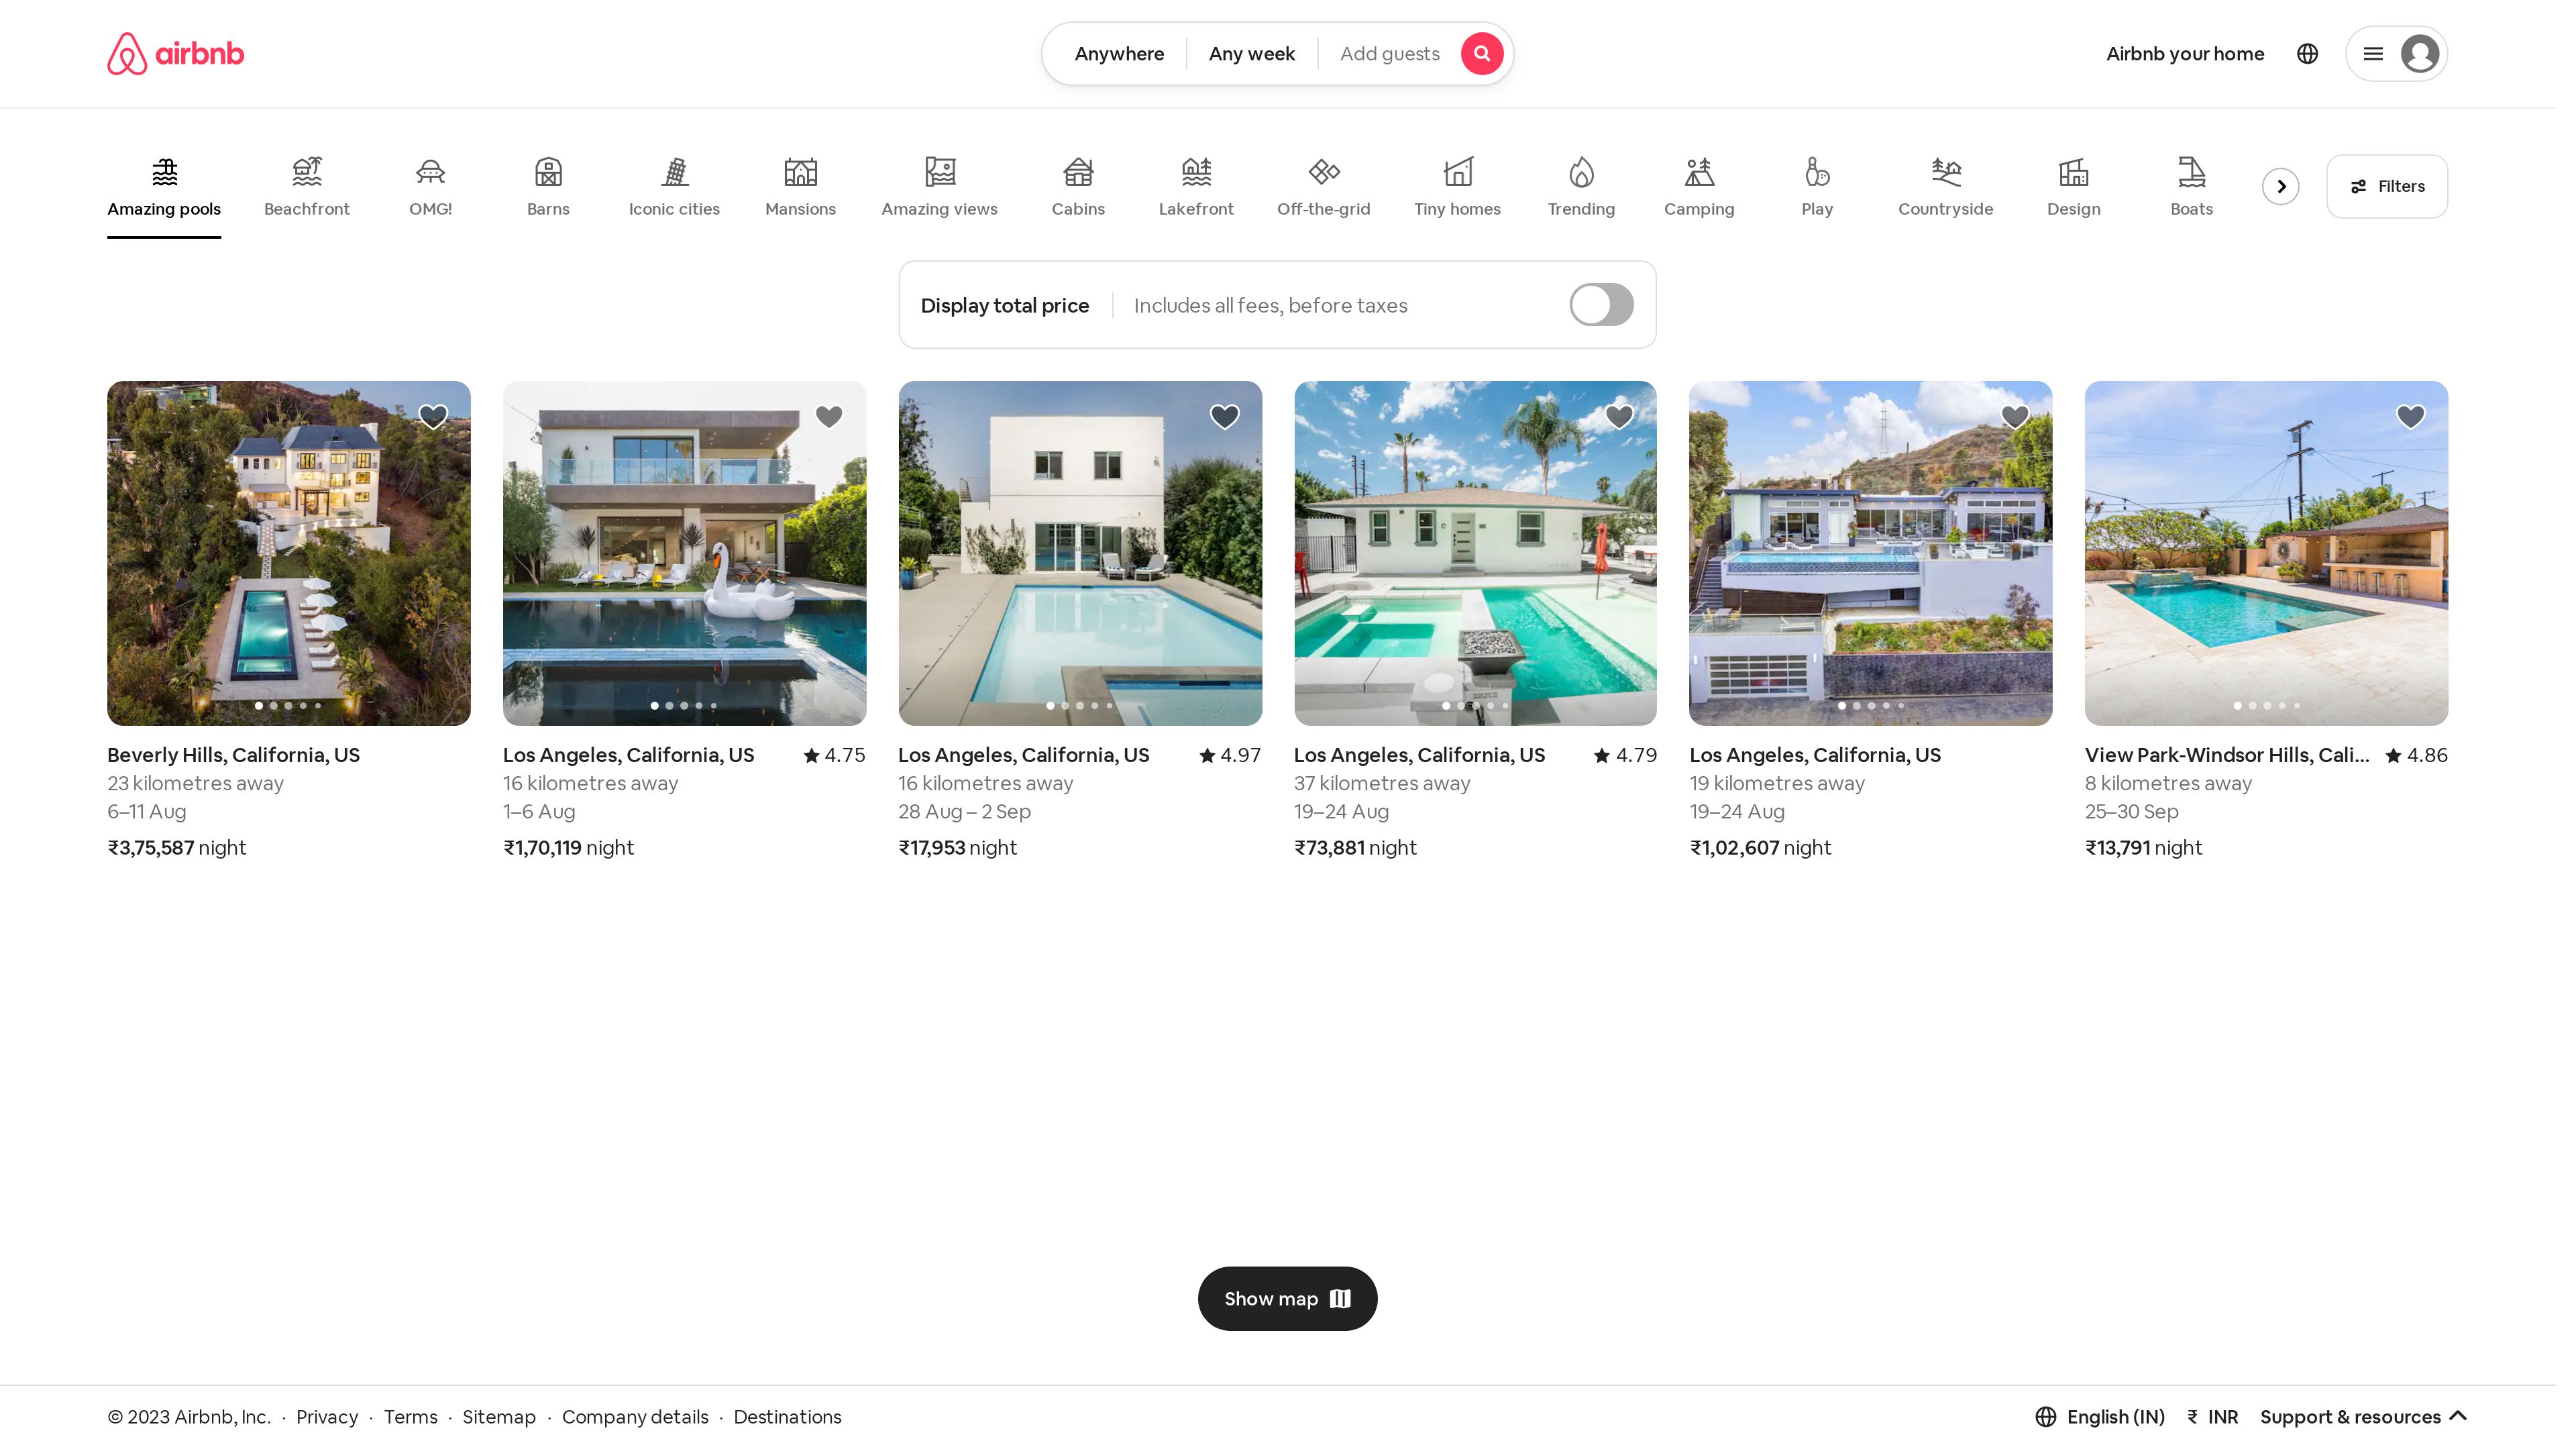 airbnb
Anywhere Any week Add guests
Airbnb your home
Amazing pools Beachfront OMG! Barns Iconic cities Mansions Amazing views Cabins Lakefront Off-the-grid Tiny homes Trending Camping Play Countryside Design Boats Filters
Display total price Includes all fees, before taxes
Beverly Hills, California, US
23 kilometres away
6–11 Aug
₹3,75,587 night
Los Angeles, California, US 4.75
16 kilometres away
1–6 Aug
₹1,70,119 night
Los Angeles, California, US 4.97
16 kilometres away
28 Aug – 2 Sep
₹17,953 night
Los Angeles, California, US 4.79
37 kilometres away
19–24 Aug
₹73,881 night
Los Angeles, California, US
19 kilometres away
19–24 Aug
₹1,02,607 night
View Park-Windsor Hills, Cali... 4.86
8 kilometres away
25–30 Sep
₹13,791 night
Show map
© 2023 Airbnb, Inc. · Privacy · Terms · Sitemap · Company details · Destinations
English (IN) ₹ INR Support & resources